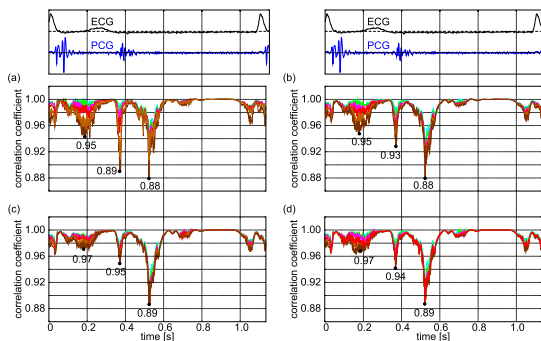 ECG
PCG
ECG
PCG
(a)
(b)
correlation coefficient
1.00
0.96
0.92
0.88
0.95
0.89
0.88
correlation coefficient
1.00
0.96
0.92
0.88
0.95
0.93
0.88
(c)
(d)
correlation coefficient
1.00
0.96
0.92
0.88
0.97
0.95
0.89
0 0.2 0.4 0.6 0.8 1.0
time [s]
correlation coefficient
1.00
0.96
0.92
0.88
0.97
0.94
0.89
0 0.2 0.4 0.6 0.8 1.0
time [s]